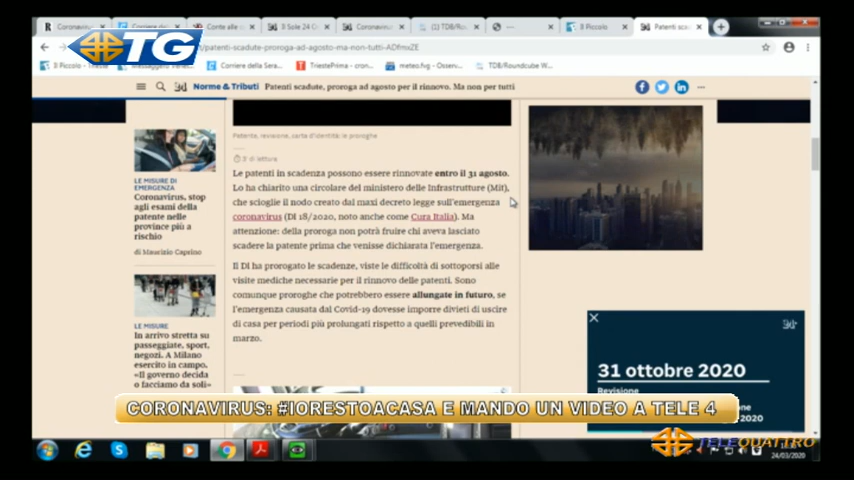 Coronavi
Corriere d
Conte alle
Il Sole 24 C
Coronavirus
(1) TDB/Ro
Il Piccolo
Patenti sca
TG
/patenti-scadute-proroga-ad-agosto-ma-non-tutti-ADfmxZE
Il Piccolo - Trieste
Messaggero Vene
Corriere della Sera...
TriestePrima - cron...
meteo.fvg - Osserv...
TDB/Roundcube W...
24 Norme & Tributi Patenti scadute, proroga ad agosto per il rinnovo. Ma non per tutti
Patente, revisione, carta d'identità: le proroghe
3' di lettura
LE MISURE DI
EMERGENZA
Coronavirus, stop
agli esami della
patente nelle
province più a
rischio
di Maurizio Caprino
LE MISURE
In arrivo stretta su
passeggiate, sport,
negozi. A Milano
esercito in campo.
«Il governo decida
o facciamo da soli»
Le patenti in scadenza possono essere rinnovate entro il 31 agosto.
Lo ha chiarito una circolare del ministero delle Infrastrutture (Mit),
che scioglie il nodo creato dal maxi decreto legge sull'emergenza
coronavirus (Dl 18/2020, noto anche come Cura Italia). Ma
attenzione: della proroga non potrà fruire chi aveva lasciato
scadere la patente prima che venisse dichiarata l'emergenza.
Il Dl ha prorogato le scadenze, viste le difficoltà di sottoporsi alle
visite mediche necessarie per il rinnovo delle patenti. Sono
comunque proroghe che potrebbero essere allungate in futuro, se
l'emergenza causata dal Covid-19 dovesse imporre divieti di uscire
di casa per periodi più prolungati rispetto a quelli prevedibili in
marzo.
24
31 ottobre 2020
Revisione
CORONAVIRUS: #IORESTOACASA E MANDO UN VIDEO A TELE 4
TELEQUATTRO
24/03/2020